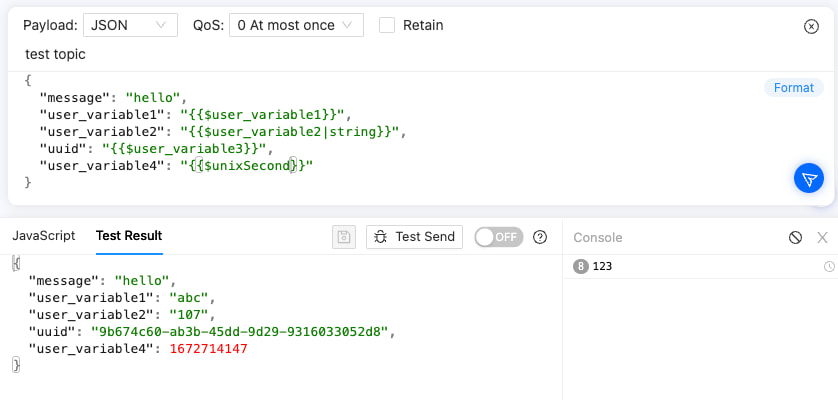 Payload: JSON QoS: 0 At most once Retain
test topic
{
"message": "hello",
"user_variable1": "{{$user_variable1}}",
"user_variable2": "{{$user_variable2|string}}",
"uuid": "{{$user_variable3}}",
"user_variable4": "{{$unixSecond}}"
}
Format
JavaScript Test Result Test Send OFF
{
"message": "hello",
"user_variable1": "abc",
"user_variable2": "107",
"uuid": "9b674c60-ab3b-45dd-9d29-9316033052d8",
"user_variable4": 1672714147
}
Console
8 123